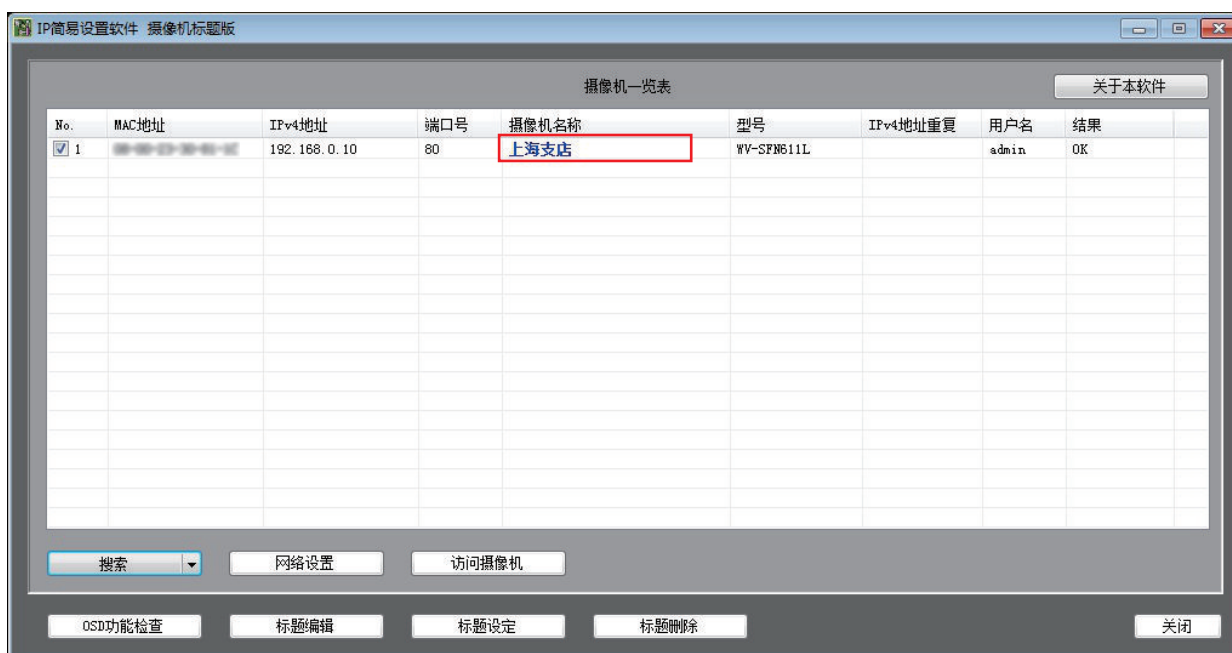 IP简易设置软件 摄像机标题版
摄像机一览表
关于本软件
No. MAC地址 IPv4地址 端口号 摄像机名称 型号 IPv4地址重复 用户名 结果
1 192.168.0.10 80 上海支店 WV-SFN611L admin OK
搜索 网络设置 访问摄像机
OSD功能检查 标题编辑 标题设定 标题删除 关闭